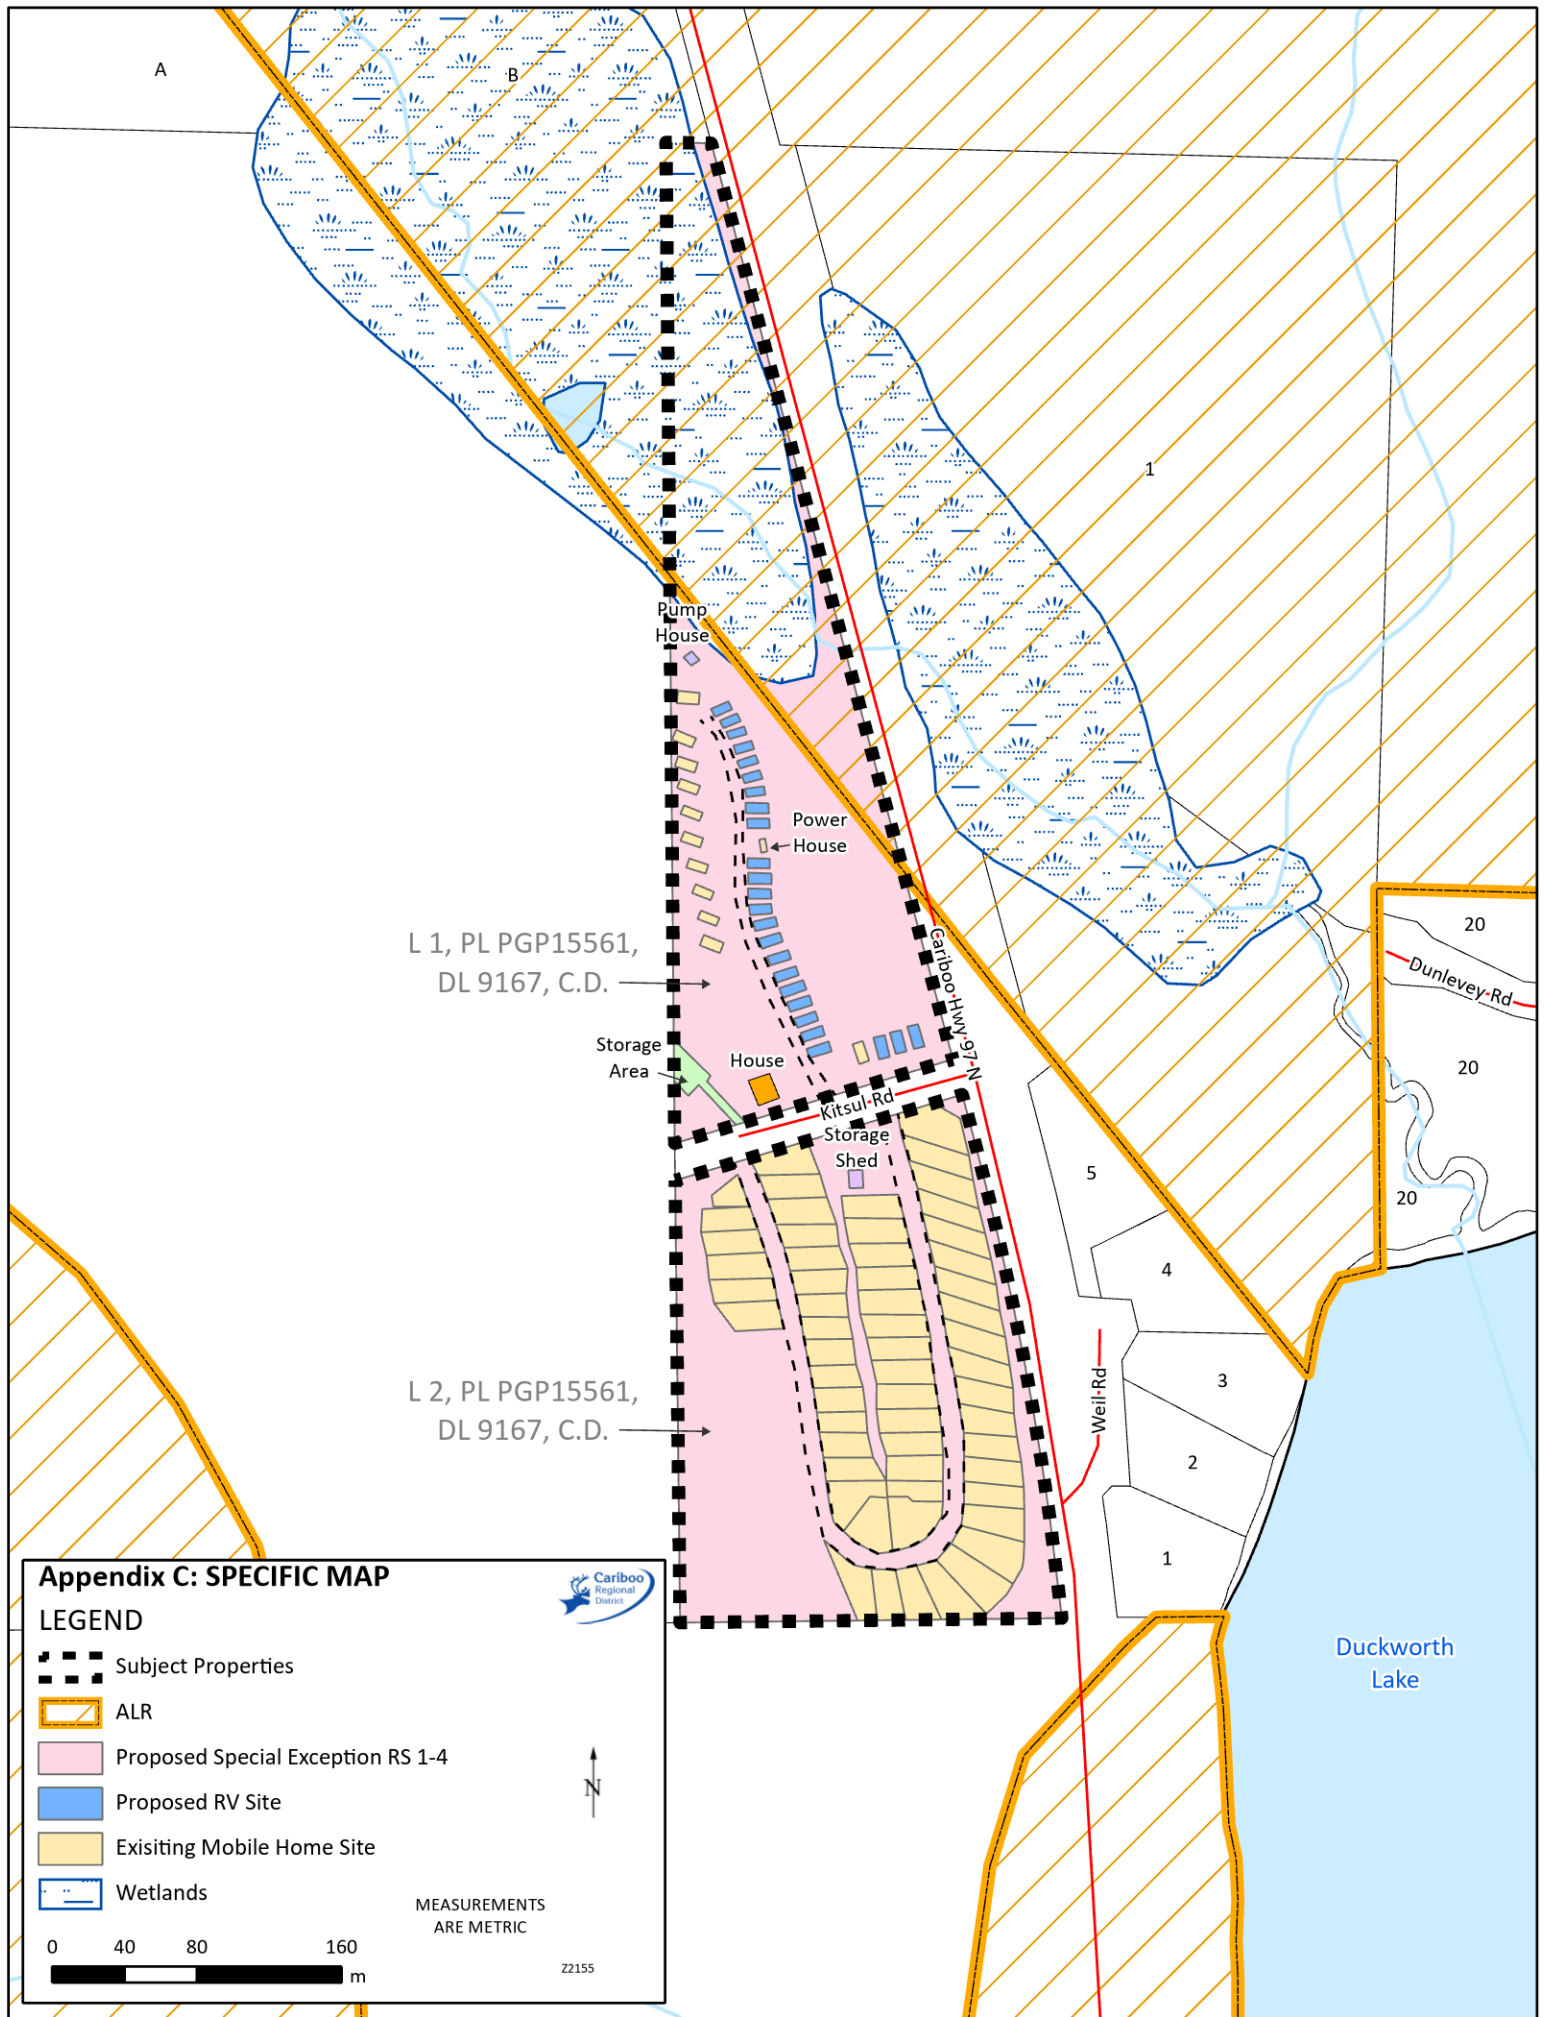 A
B
1
Pump
House
Power
House
L 1, PL PGP15561,
DL 9167, C.D.
Cariboo Hwy 97 N
20
Dunlevey Rd
20
20
Storage
Area
House
Kitsul Rd
Storage
Shed
5
4
3
2
1
Weil Rd
L 2, PL PGP15561,
DL 9167, C.D.
Duckworth
Lake
Appendix C: SPECIFIC MAP
Cariboo
Regional
District
LEGEND
Subject Properties
ALR
Proposed Special Exception RS 1-4
Proposed RV Site
Exisiting Mobile Home Site
Wetlands
N
MEASUREMENTS
ARE METRIC
0 40 80 160
m
Z2155